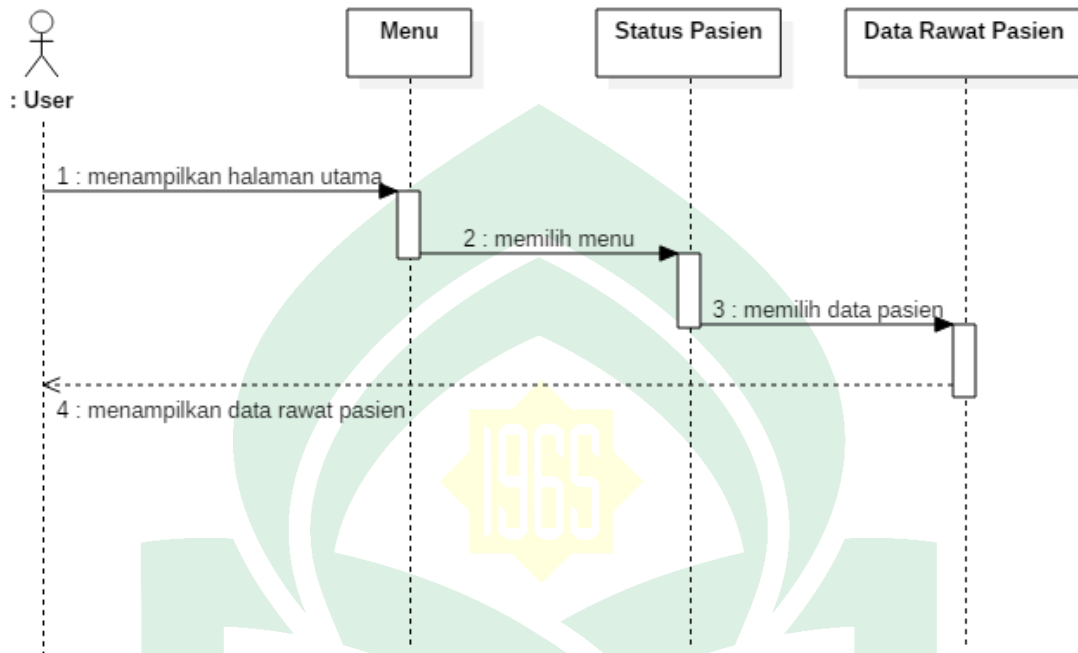 Menu
Status Pasien
Data Rawat Pasien
: User
1 : menampilkan halaman utama
2 : memilih menu
3 : memilih data pasien
4 : menampilkan data rawat pasien
1965